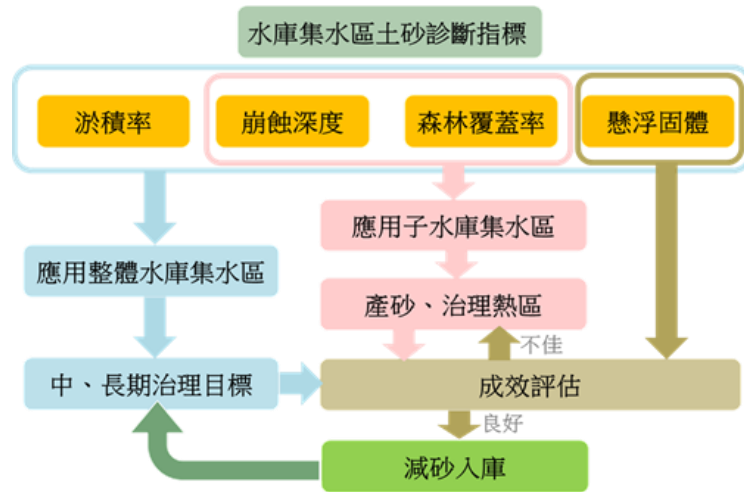 水庫集水區土砂診斷指標
淤積率
崩蝕深度
森林覆蓋率
懸浮固體
應用子水庫集水區
應用整體水庫集水區
產砂、治理熱區
不佳
中、長期治理目標
成效評估
良好
減砂入庫